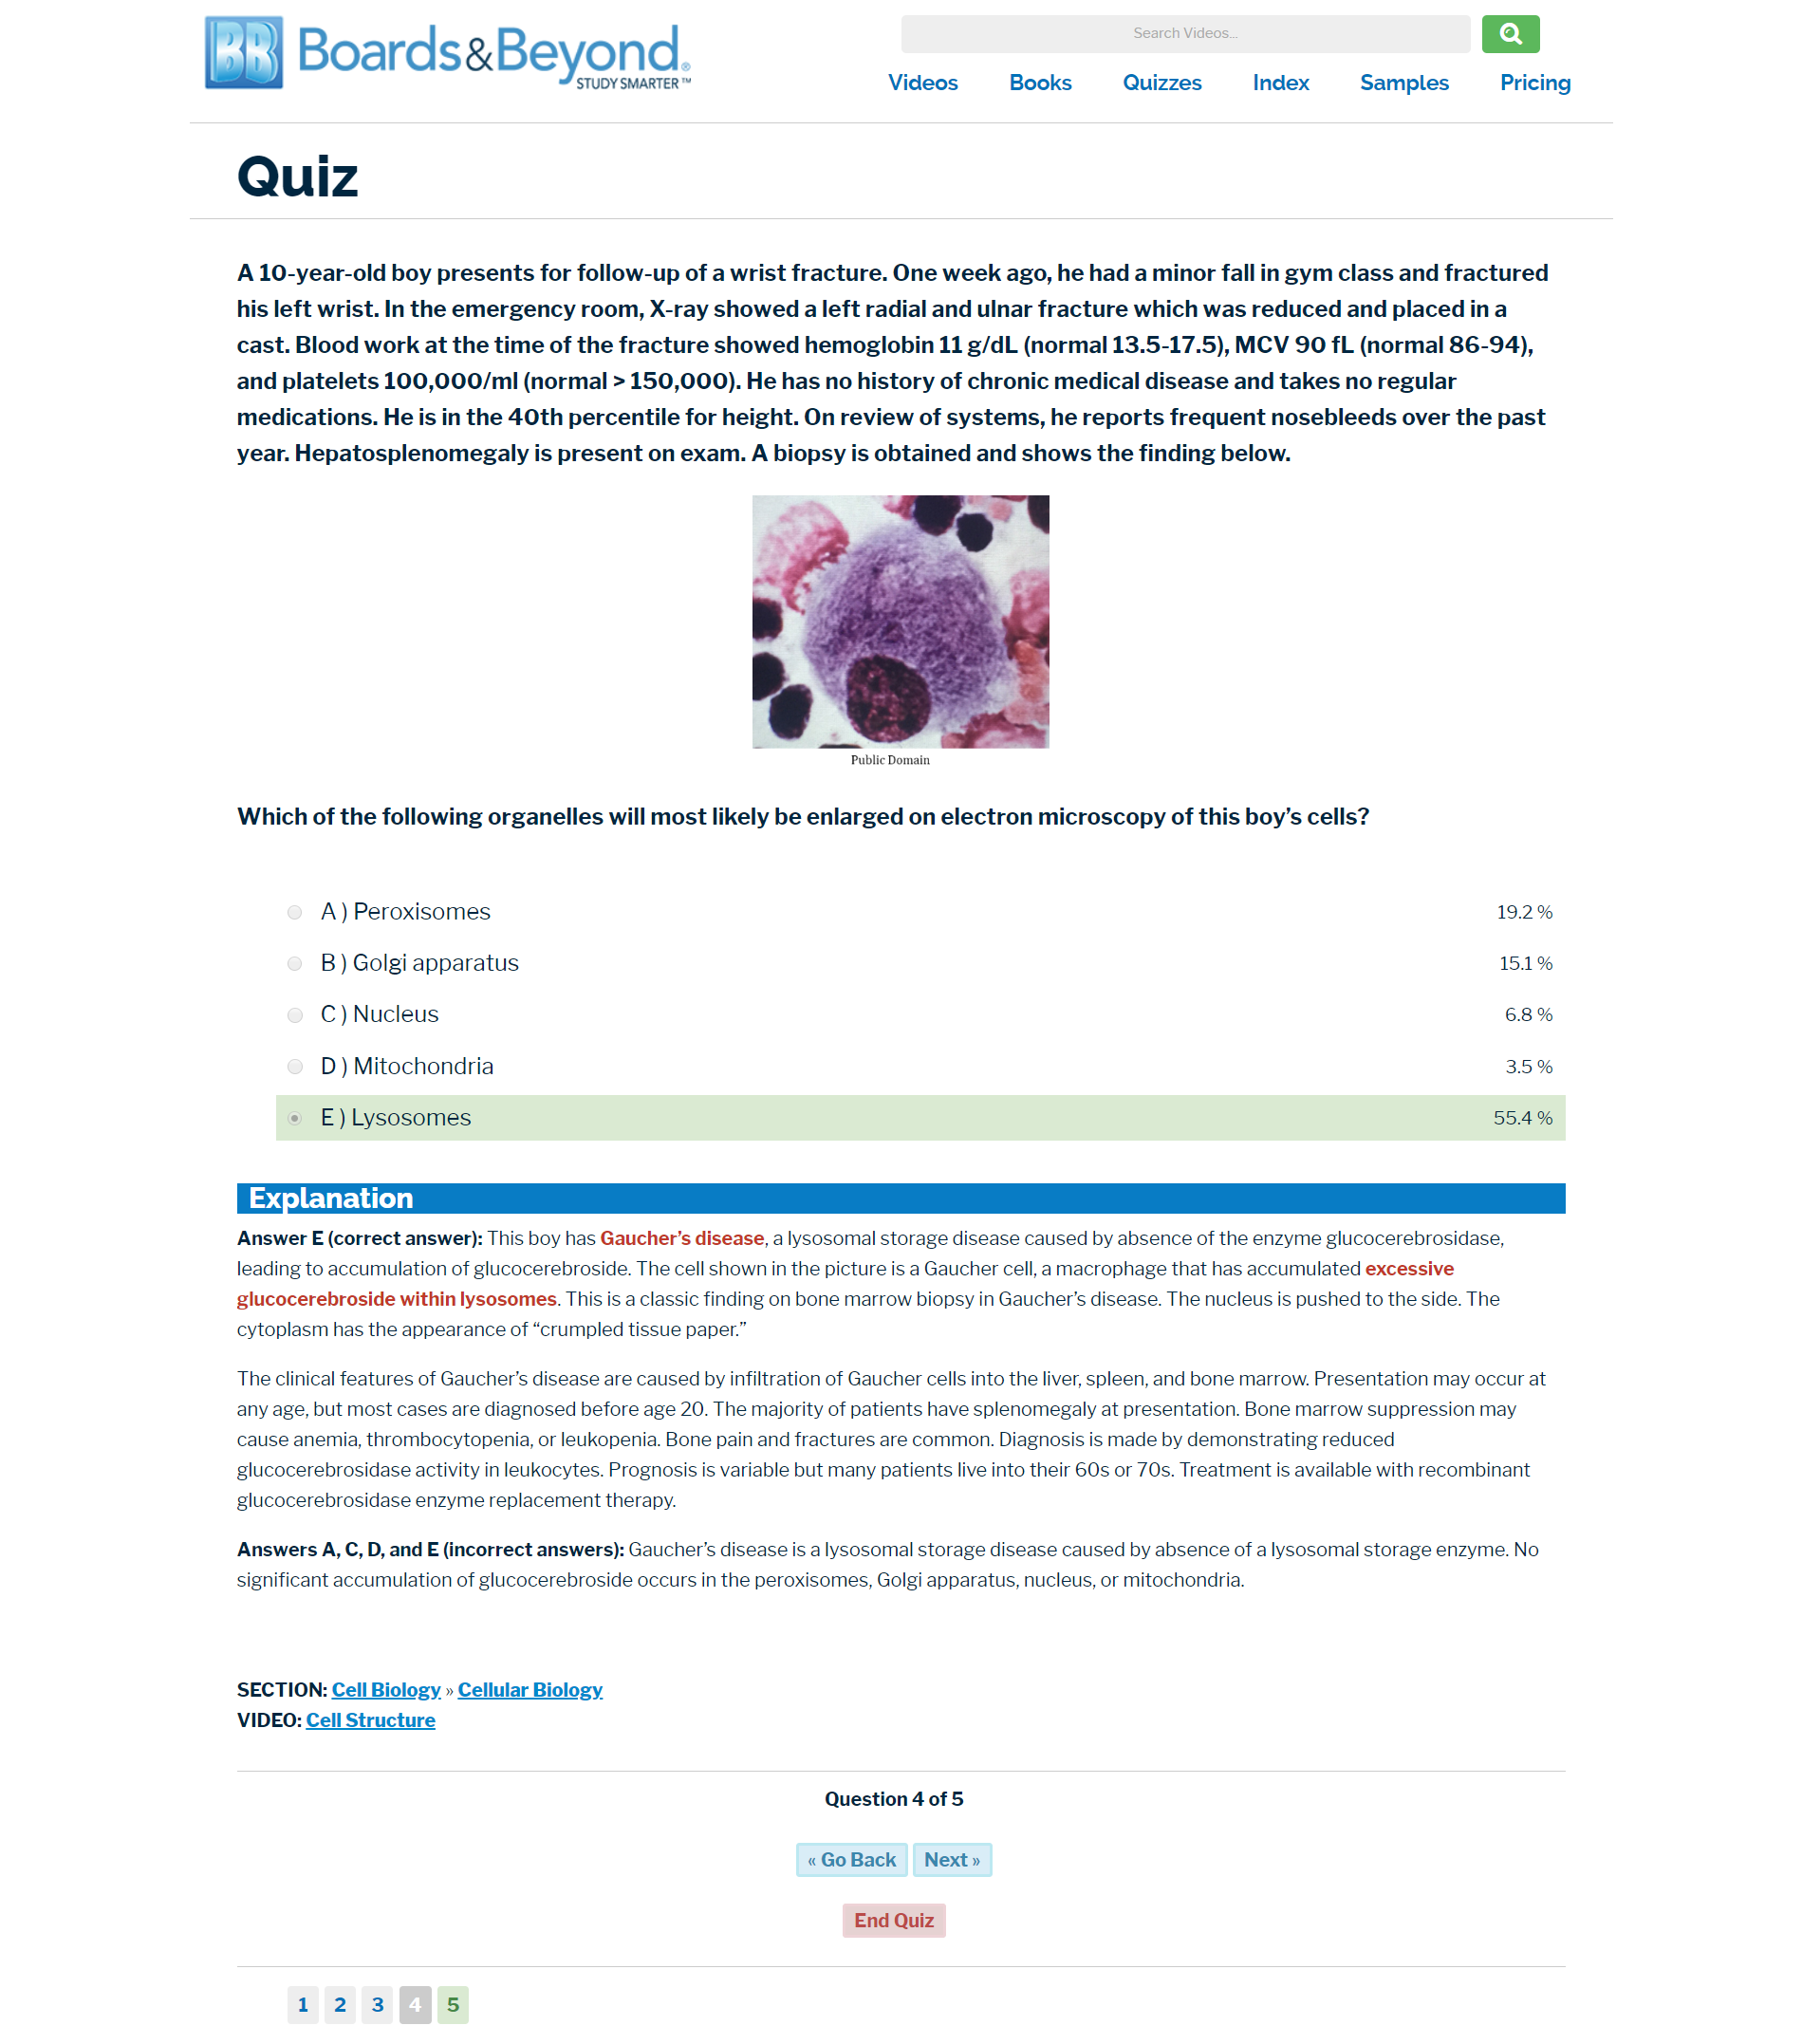 BB Boards&Beyond®
STUDY SMARTER™
Search Videos...
Videos Books Quizzes Index Samples Pricing
Quiz
A 10-year-old boy presents for follow-up of a wrist fracture. One week ago, he had a minor fall in gym class and fractured
his left wrist. In the emergency room, X-ray showed a left radial and ulnar fracture which was reduced and placed in a
cast. Blood work at the time of the fracture showed hemoglobin 11 g/dL (normal 13.5-17.5), MCV 90 fL (normal 86-94),
and platelets 100,000/ml (normal > 150,000). He has no history of chronic medical disease and takes no regular
medications. He is in the 40th percentile for height. On review of systems, he reports frequent nosebleeds over the past
year. Hepatosplenomegaly is present on exam. A biopsy is obtained and shows the finding below.
Public Domain
Which of the following organelles will most likely be enlarged on electron microscopy of this boy’s cells?
A ) Peroxisomes 19.2 %
B ) Golgi apparatus 15.1 %
C ) Nucleus 6.8 %
D ) Mitochondria 3.5 %
E ) Lysosomes 55.4 %
Explanation
Answer E (correct answer): This boy has Gaucher’s disease, a lysosomal storage disease caused by absence of the enzyme glucocerebrosidase,
leading to accumulation of glucocerebroside. The cell shown in the picture is a Gaucher cell, a macrophage that has accumulated excessive
glucocerebroside within lysosomes. This is a classic finding on bone marrow biopsy in Gaucher’s disease. The nucleus is pushed to the side. The
cytoplasm has the appearance of “crumpled tissue paper.”
The clinical features of Gaucher’s disease are caused by infiltration of Gaucher cells into the liver, spleen, and bone marrow. Presentation may occur at
any age, but most cases are diagnosed before age 20. The majority of patients have splenomegaly at presentation. Bone marrow suppression may
cause anemia, thrombocytopenia, or leukopenia. Bone pain and fractures are common. Diagnosis is made by demonstrating reduced
glucocerebrosidase activity in leukocytes. Prognosis is variable but many patients live into their 60s or 70s. Treatment is available with recombinant
glucocerebrosidase enzyme replacement therapy.
Answers A, C, D, and E (incorrect answers): Gaucher’s disease is a lysosomal storage disease caused by absence of a lysosomal storage enzyme. No
significant accumulation of glucocerebroside occurs in the peroxisomes, Golgi apparatus, nucleus, or mitochondria.
SECTION: Cell Biology » Cellular Biology
VIDEO: Cell Structure
Question 4 of 5
« Go Back Next »
End Quiz
1 2 3 4 5